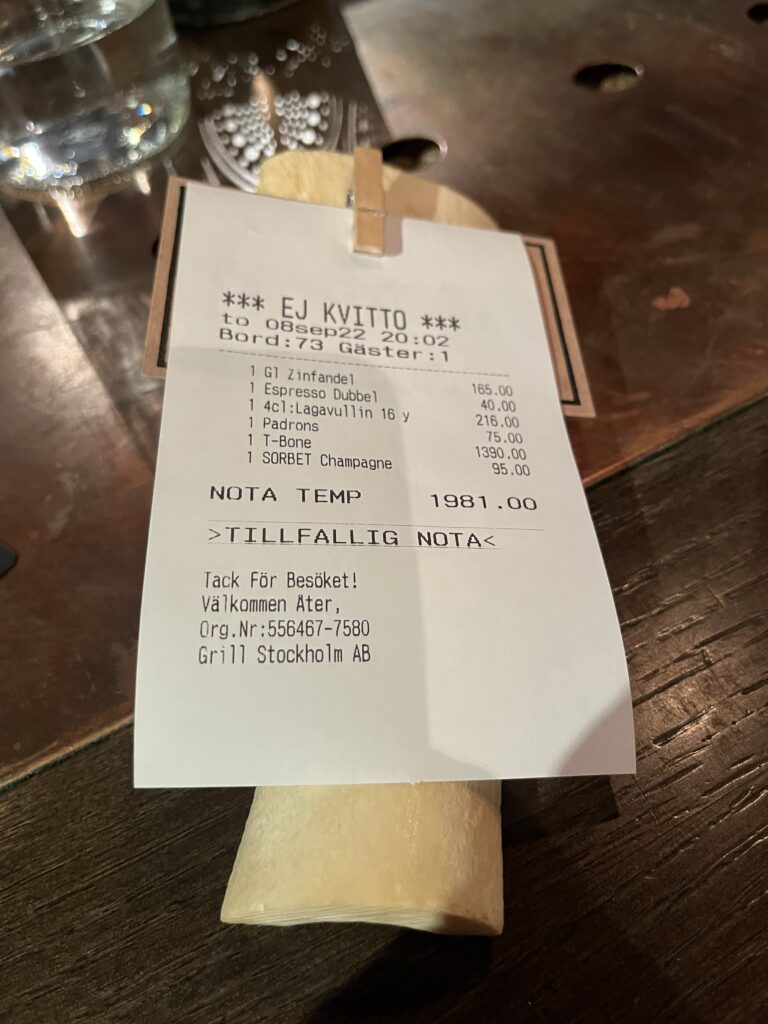 *** EJ KVITTO ***
to 08sep22 20:02
Bord:73 Gäster:1
1 Gl Zinfandel 165.00
1 Espresso Dubbel 40.00
1 4cl:Lagavullin 16 y 216.00
1 Padrons 75.00
1 T-Bone 1390.00
1 SORBET Champagne 95.00
NOTA TEMP 1981.00
>TILLFALLIG NOTA<
Tack För Besöket!
Välkommen Åter,
Org.Nr:556467-7580
Grill Stockholm AB